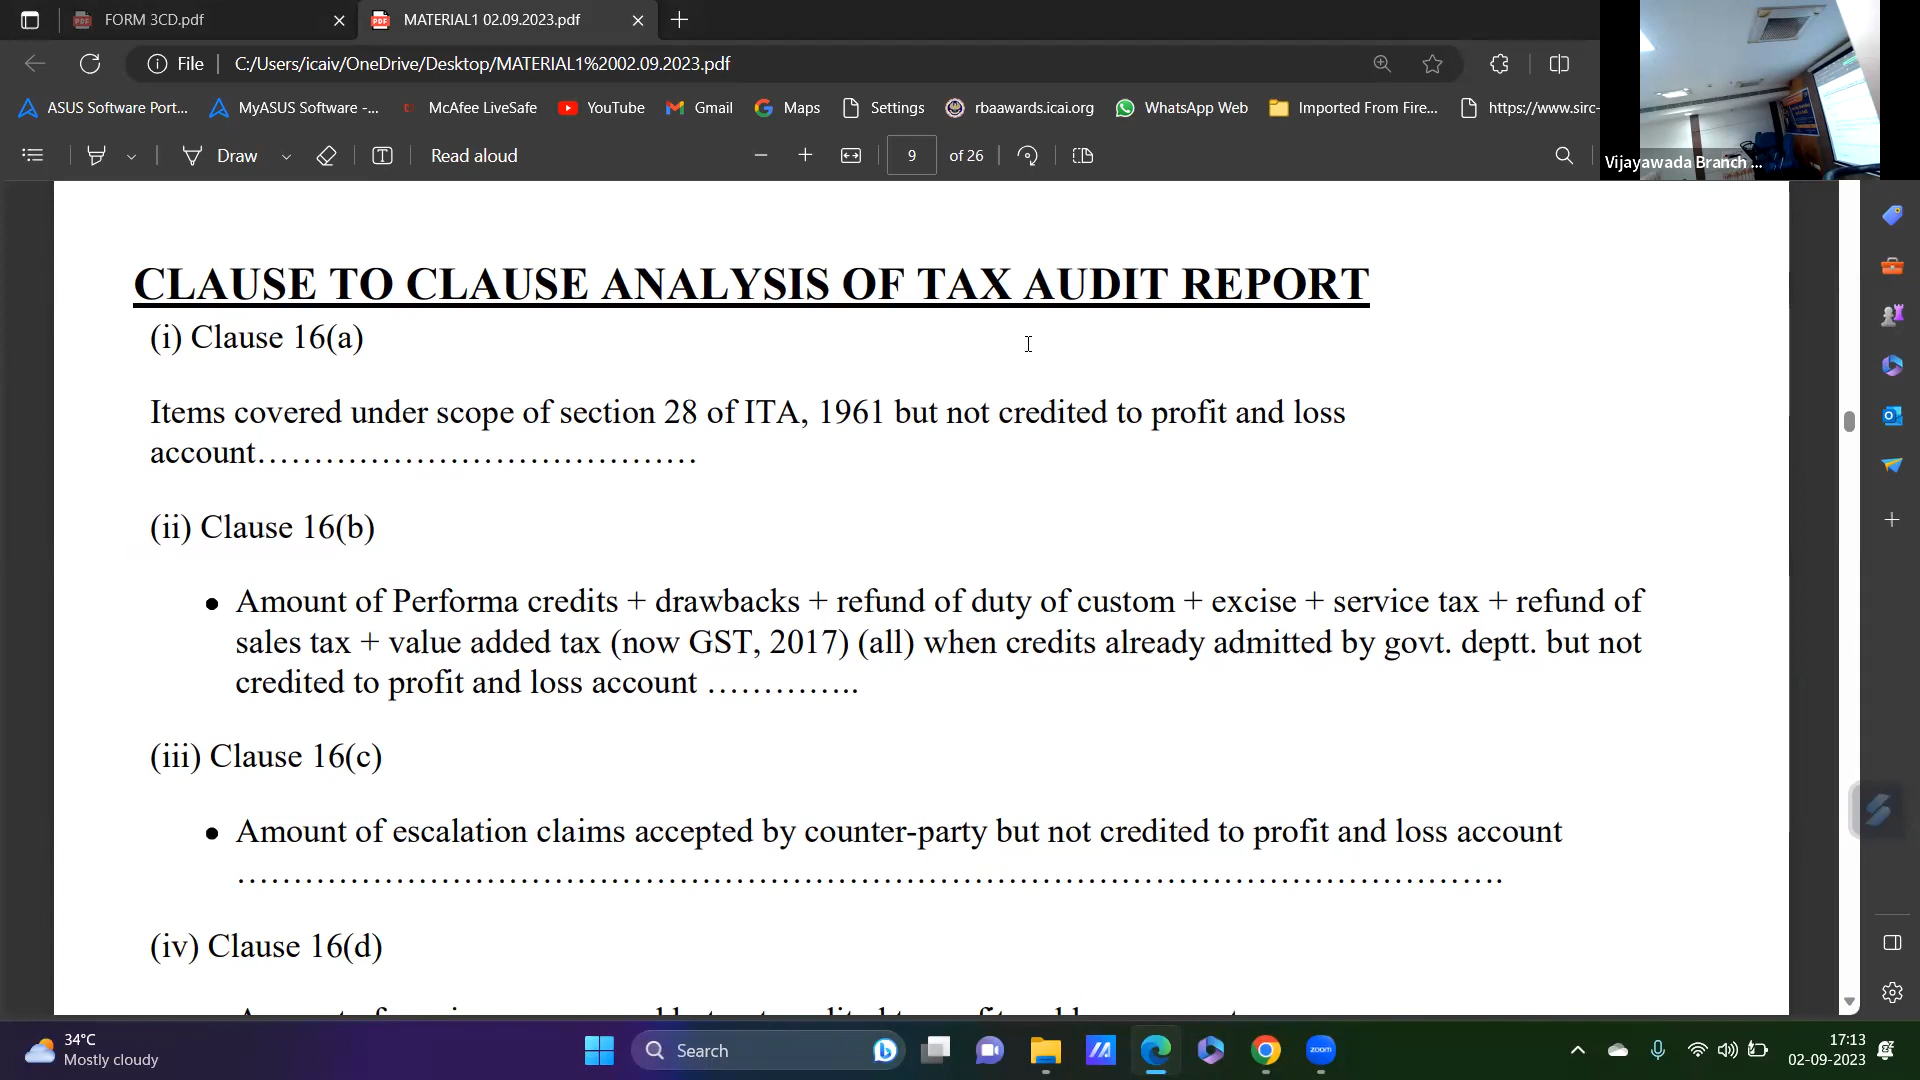 FORM 3CD.pdf
MATERIAL1 02.09.2023.pdf
File
C:/Users/icaiv/OneDrive/Desktop/MATERIAL1%2002.09.2023.pdf
ASUS Software Port...
MyASUS Software -...
McAfee LiveSafe
YouTube
Gmail
Maps
Settings
rbaawards.icai.org
WhatsApp Web
Imported From Fire...
https://www.sirc-
Draw
Read aloud
9
of 26
Vijayawada Branch ...
CLAUSE TO CLAUSE ANALYSIS OF TAX AUDIT REPORT
(i) Clause 16(a)
Items covered under scope of section 28 of ITA, 1961 but not credited to profit and loss
account.......................................
(ii) Clause 16(b)
● Amount of Performa credits + drawbacks + refund of duty of custom + excise + service tax + refund of
sales tax + value added tax (now GST, 2017) (all) when credits already admitted by govt. deptt. but not
credited to profit and loss account ..............
(iii) Clause 16(c)
● Amount of escalation claims accepted by counter-party but not credited to profit and loss account
................................................................................................................
(iv) Clause 16(d)
34°C
Mostly cloudy
Search
zoom
17:13
02-09-2023